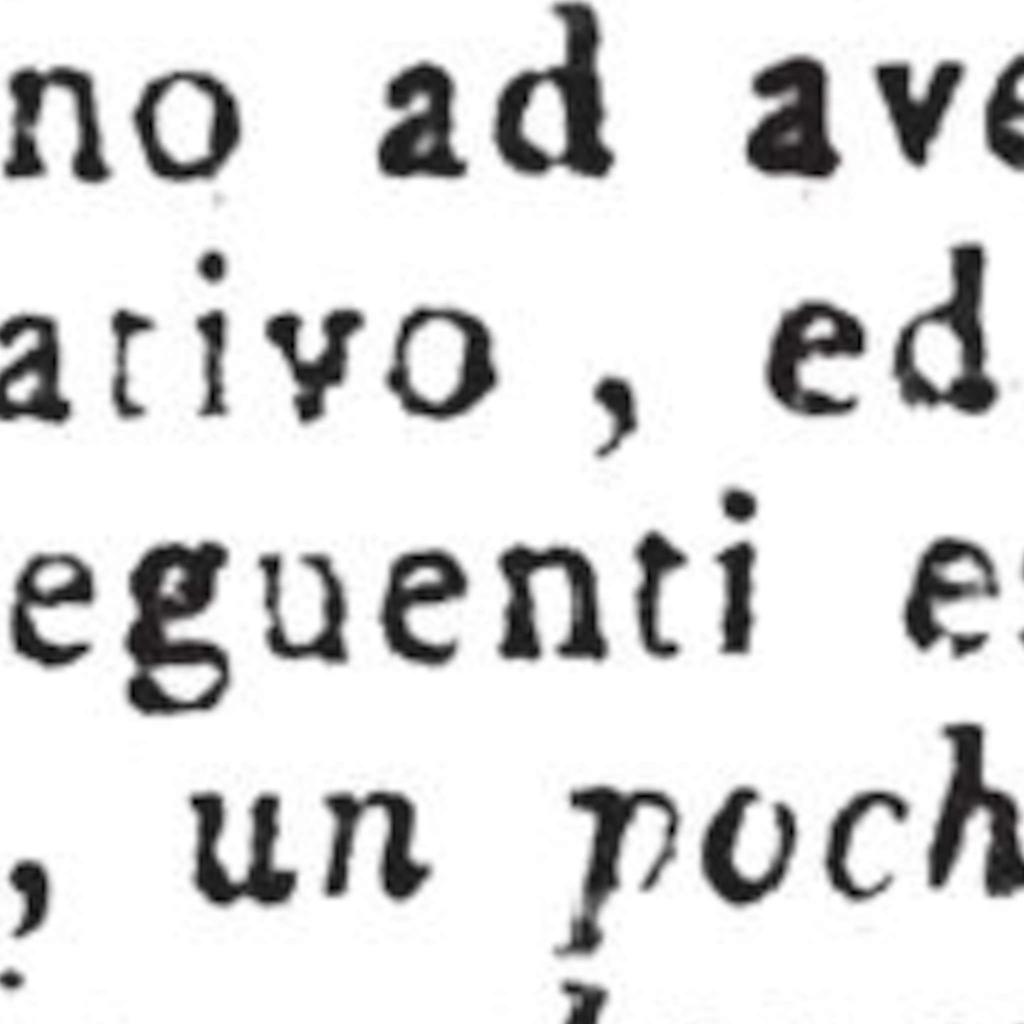 no ad ave
ativo , ed
eguenti e
, un poch